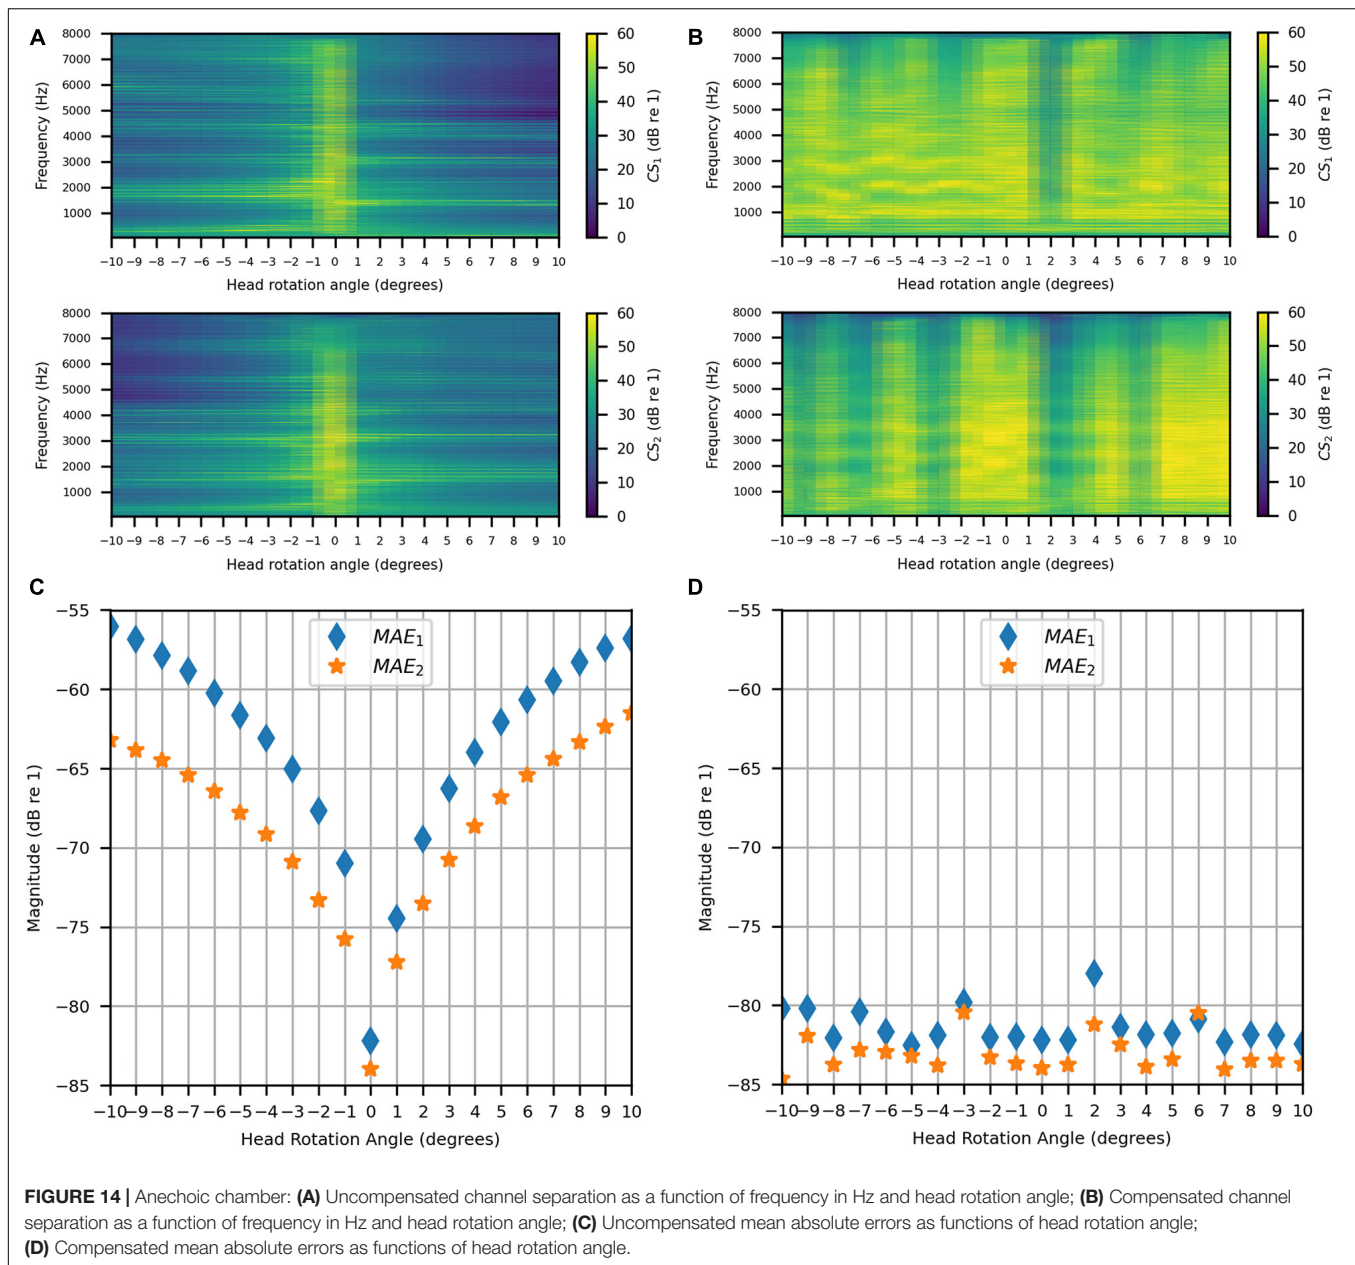 A
8000
7000
6000
5000
4000
3000
2000
1000
Frequency (Hz)
−10 −9 −8 −7 −6 −5 −4 −3 −2 −1 0 1 2 3 4 5 6 7 8 9 10
Head rotation angle (degrees)
60
50
40
30
20
10
0
CS1 (dB re 1)
B
8000
7000
6000
5000
4000
3000
2000
1000
Frequency (Hz)
−10 −9 −8 −7 −6 −5 −4 −3 −2 −1 0 1 2 3 4 5 6 7 8 9 10
Head rotation angle (degrees)
60
50
40
30
20
10
0
CS1 (dB re 1)
8000
7000
6000
5000
4000
3000
2000
1000
Frequency (Hz)
−10 −9 −8 −7 −6 −5 −4 −3 −2 −1 0 1 2 3 4 5 6 7 8 9 10
Head rotation angle (degrees)
60
50
40
30
20
10
0
CS2 (dB re 1)
8000
7000
6000
5000
4000
3000
2000
1000
Frequency (Hz)
−10 −9 −8 −7 −6 −5 −4 −3 −2 −1 0 1 2 3 4 5 6 7 8 9 10
Head rotation angle (degrees)
60
50
40
30
20
10
0
CS2 (dB re 1)
C
−55
−60
−65
−70
−75
−80
−85
Magnitude (dB re 1)
MAE1
MAE2
−10 −9 −8 −7 −6 −5 −4 −3 −2 −1 0 1 2 3 4 5 6 7 8 9 10
Head Rotation Angle (degrees)
D
−55
−60
−65
−70
−75
−80
−85
Magnitude (dB re 1)
MAE1
MAE2
−10 −9 −8 −7 −6 −5 −4 −3 −2 −1 0 1 2 3 4 5 6 7 8 9 10
Head Rotation Angle (degrees)
FIGURE 14 | Anechoic chamber: (A) Uncompensated channel separation as a function of frequency in Hz and head rotation angle; (B) Compensated channel
separation as a function of frequency in Hz and head rotation angle; (C) Uncompensated mean absolute errors as functions of head rotation angle;
(D) Compensated mean absolute errors as functions of head rotation angle.